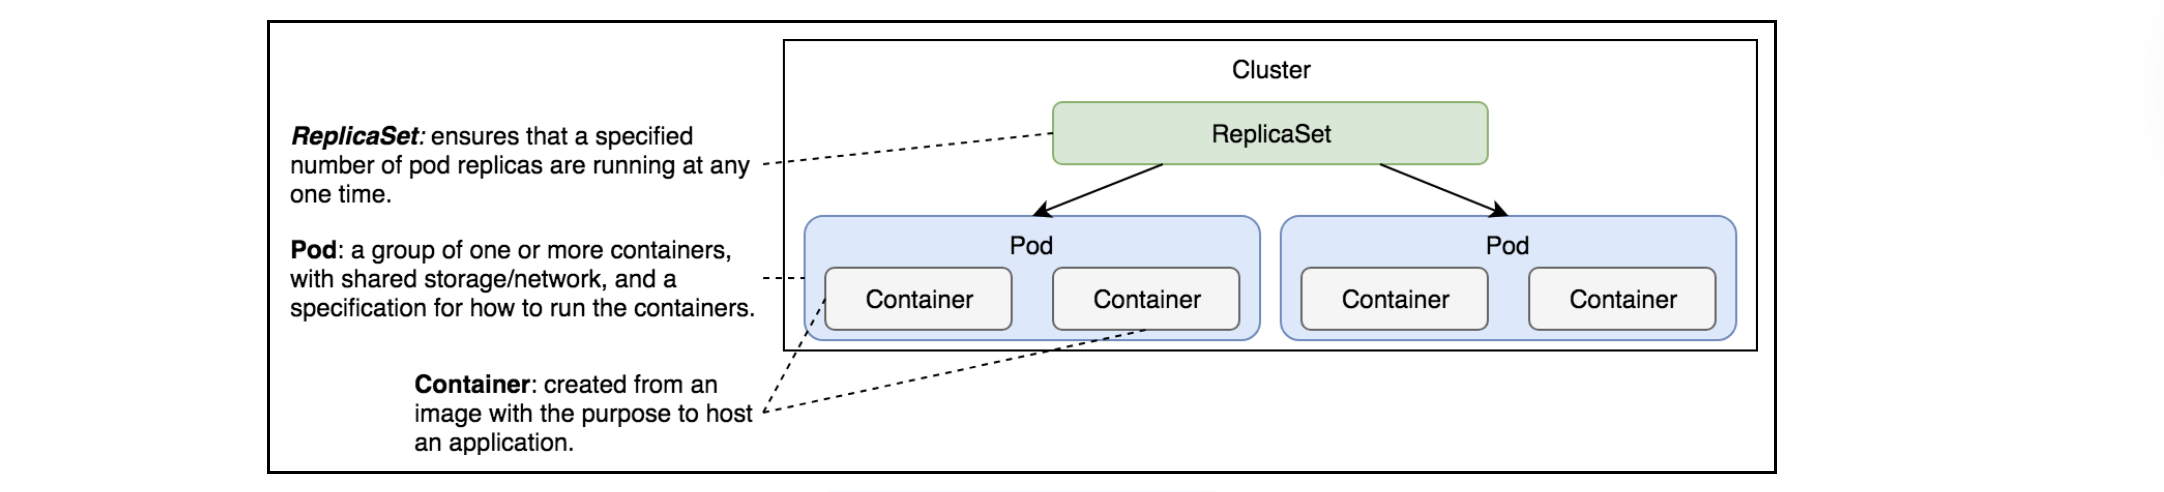 Cluster
ReplicaSet
ReplicaSet: ensures that a specified
number of pod replicas are running at any
one time.
Pod: a group of one or more containers,
with shared storage/network, and a
specification for how to run the containers.
Pod
Container
Container
Pod
Container
Container
Container: created from an
image with the purpose to host
an application.